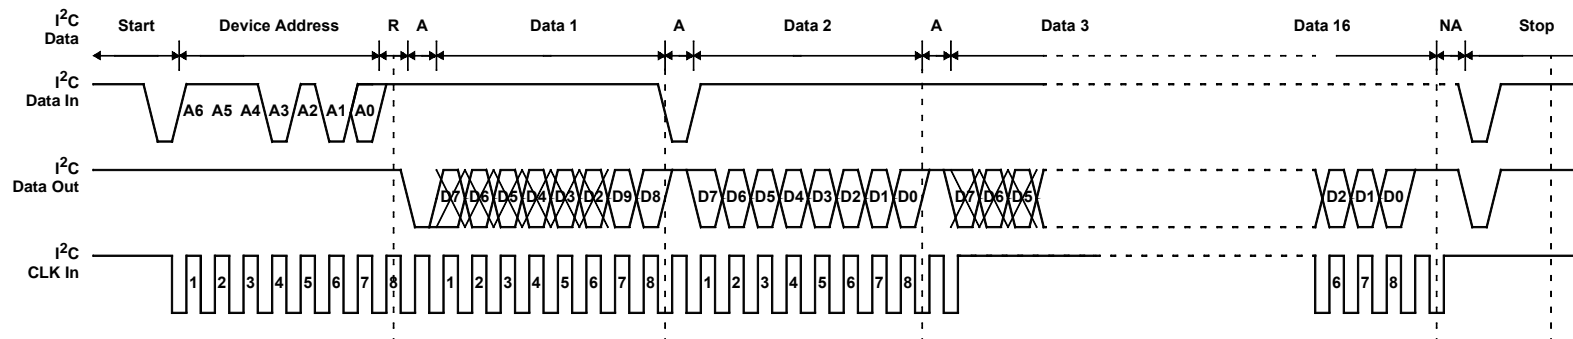 I²C Data Start Device Address R A Data 1 A Data 2 A Data 3 Data 16 NA Stop
I²C Data In A6 A5 A4 A3 A2 A1 A0
I²C Data Out D7 D6 D5 D4 D3 D2 D9 D8 D7 D6 D5 D4 D3 D2 D1 D0 D7 D6 D5 D2 D1 D0
I²C CLK In 1 2 3 4 5 6 7 8 1 2 3 4 5 6 7 8 1 2 3 4 5 6 7 8 6 7 8